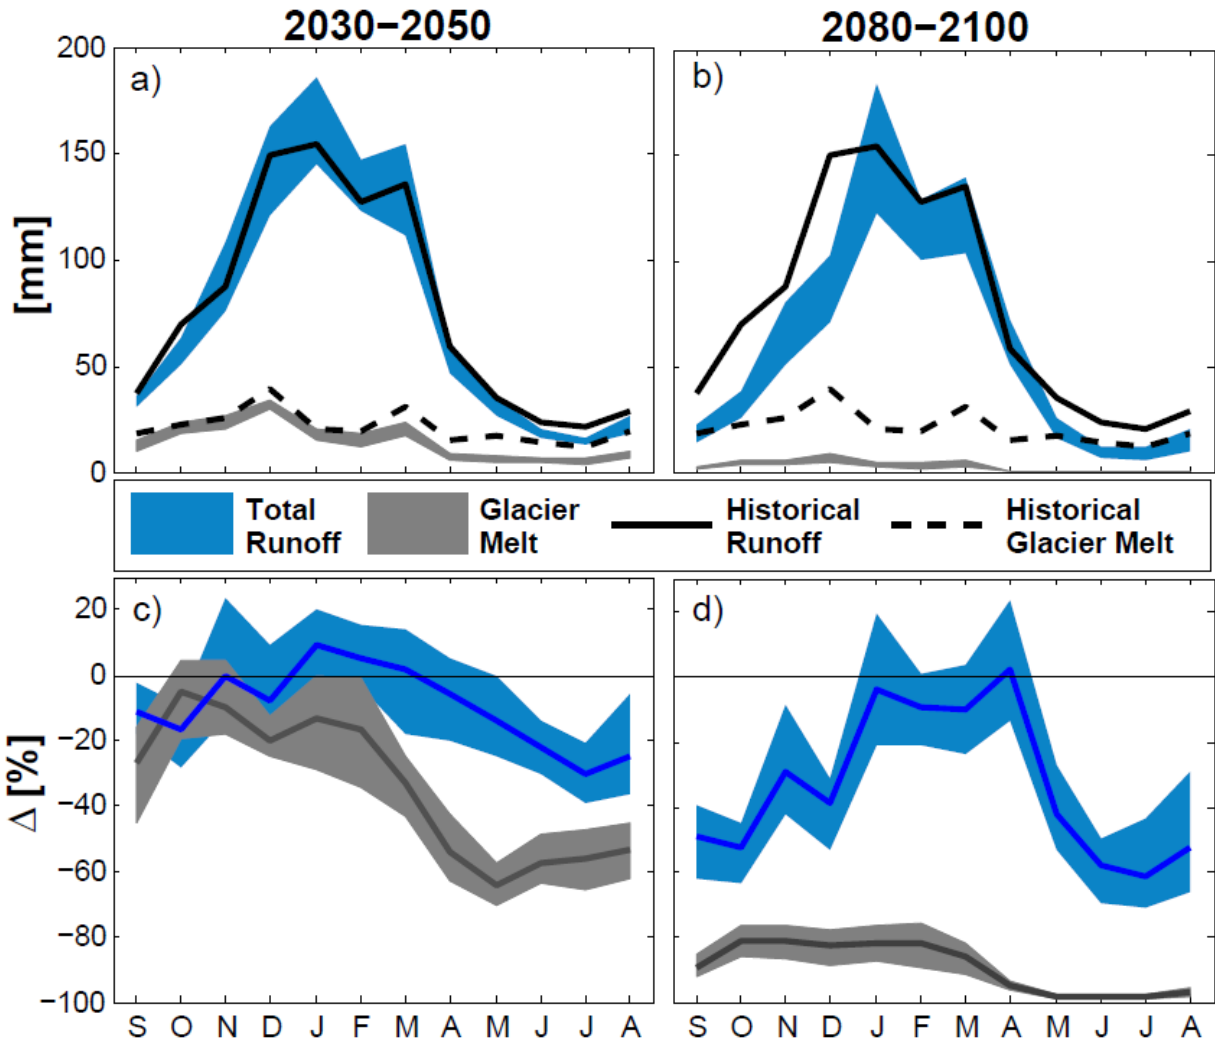 2030−2050
2080−2100
a)
b)
200
150
100
50
0
[mm]
Total
Runoff
Glacier
Melt
Historical
Runoff
Historical
Glacier Melt
c)
d)
20
0
−20
−40
−60
−80
−100
Δ [%]
S O N D J F M A M J J A
S O N D J F M A M J J A